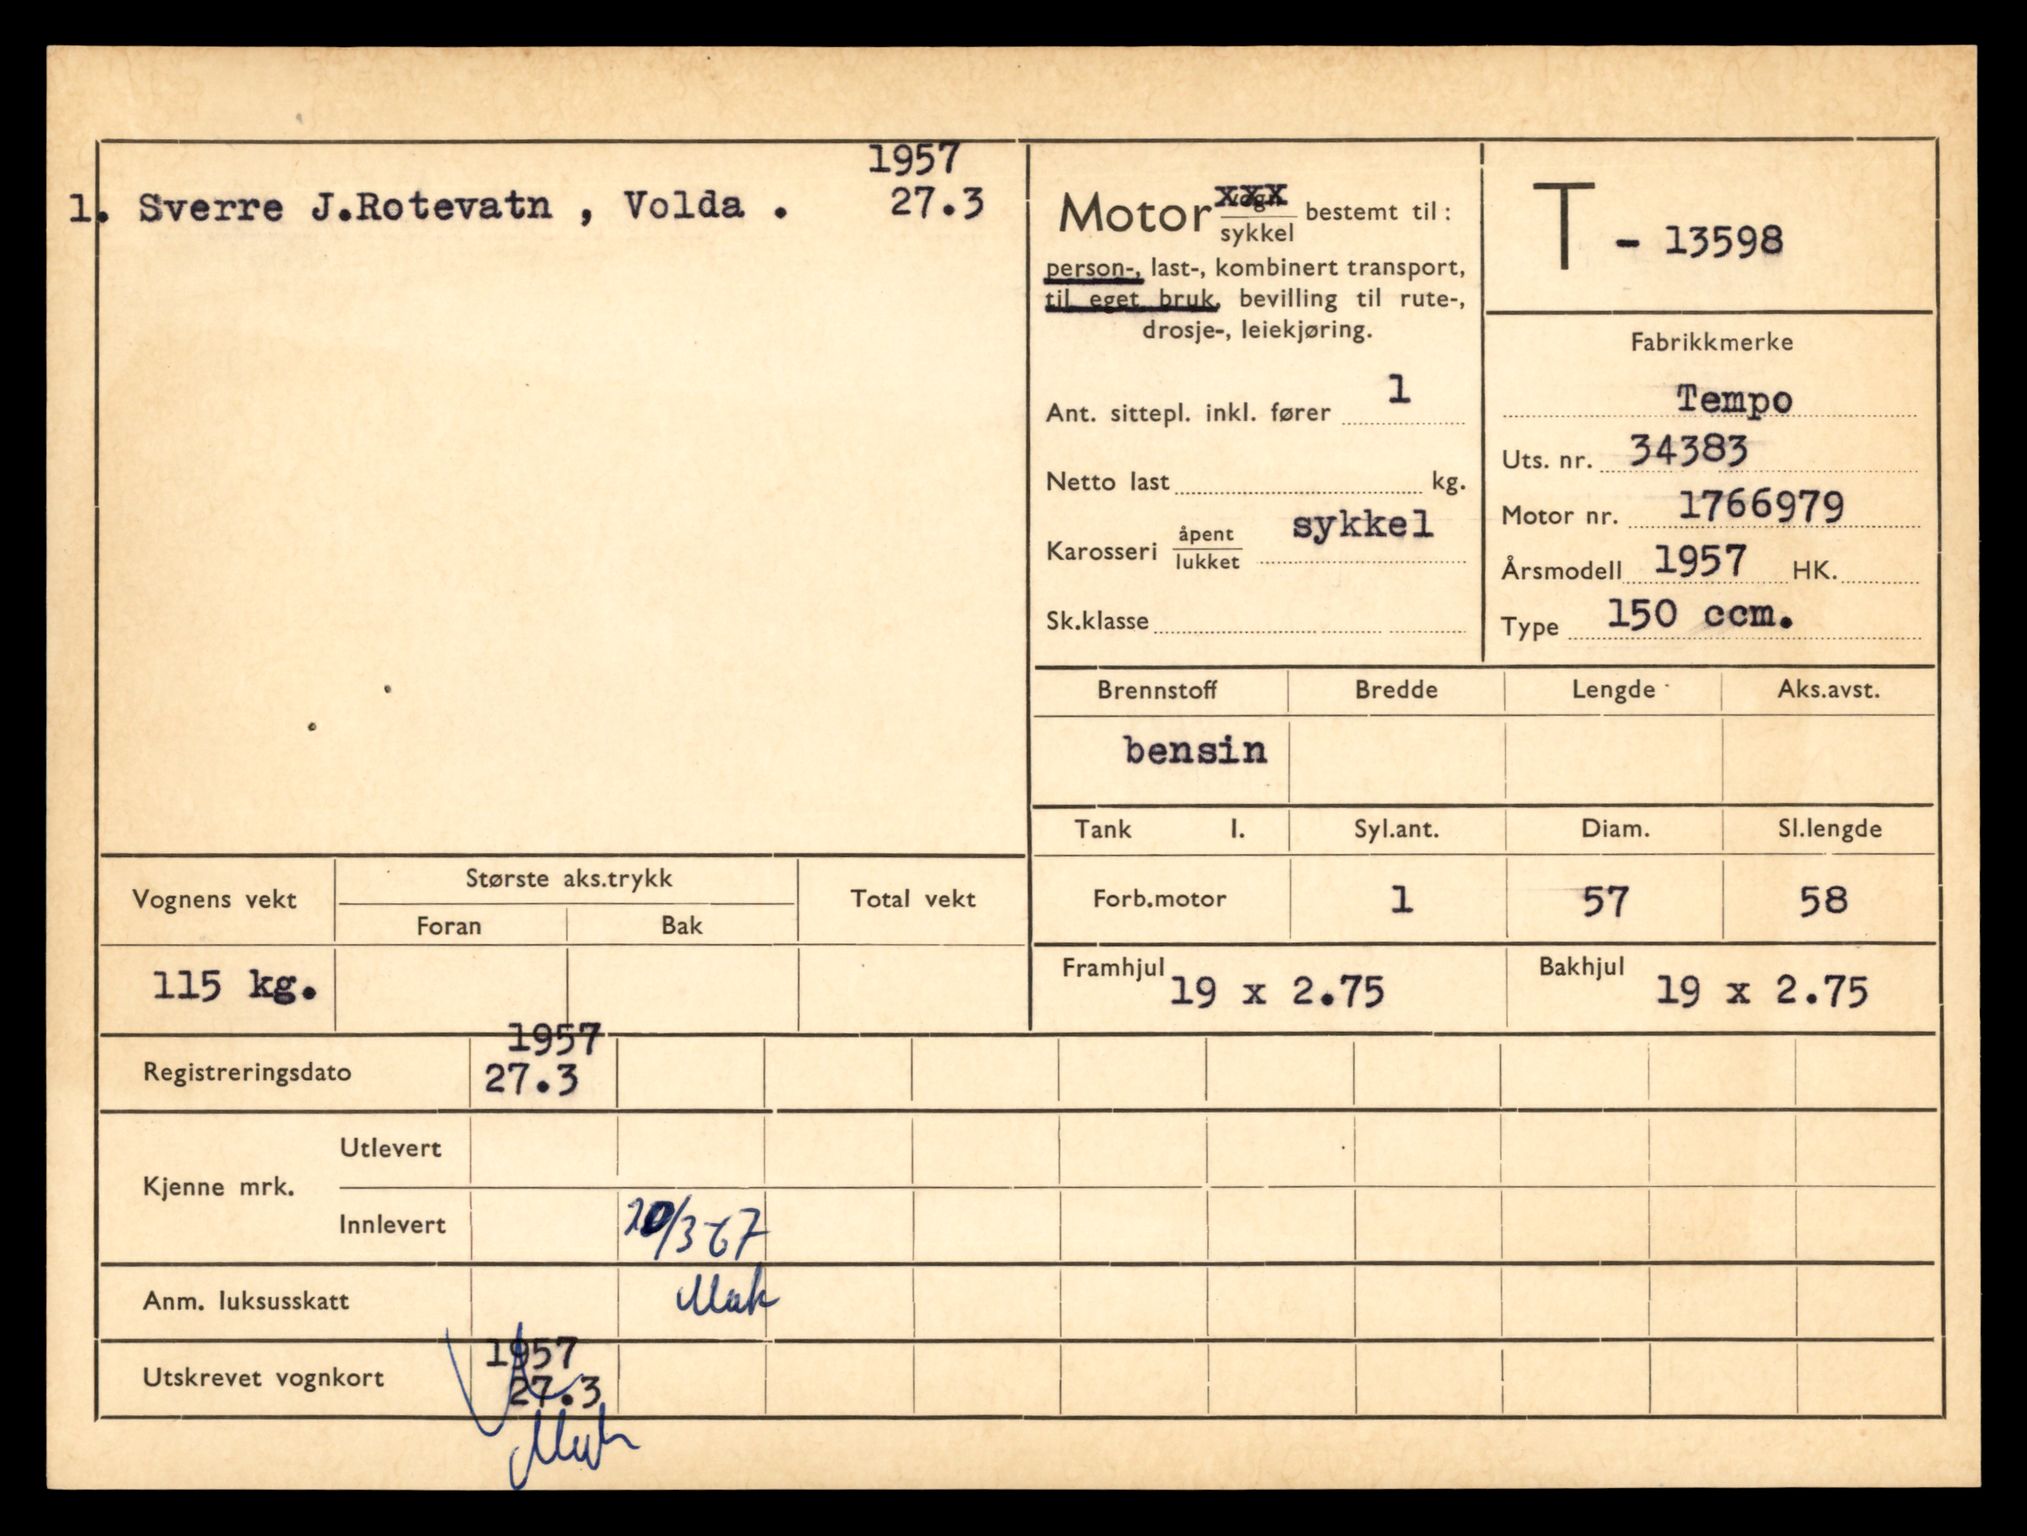 1957
1. Sverre J.Rotevatn , Volda . 27.3
Motor xxx / sykkel bestemt til:
person-, last-, kombinert transport,
til eget bruk, bevilling til rute-,
drosje-, leiekjøring.
Ant. sittepl. inkl. fører 1
Netto last kg.
Karosseri åpent / lukket sykkel
Sk.klasse
T - 13598
Fabrikkmerke
Tempo
Uts. nr. 34383
Motor nr. 1766979
Årsmodell 1957 HK.
Type 150 ccm.
Brennstoff Bredde Lengde Aks.avst.
bensin
Tank l. Syl.ant. Diam. Sl.lengde
Forb.motor 1 57 58
Framhjul 19 x 2.75 Bakhjul 19 x 2.75
Vognens vekt Største aks.trykk Total vekt
Foran Bak
115 kg.
1957
Registreringsdato 27.3
Kjenne mrk. Utlevert
Innlevert /3 67
Anm. luksusskatt
1957
Utskrevet vognkort 27.3